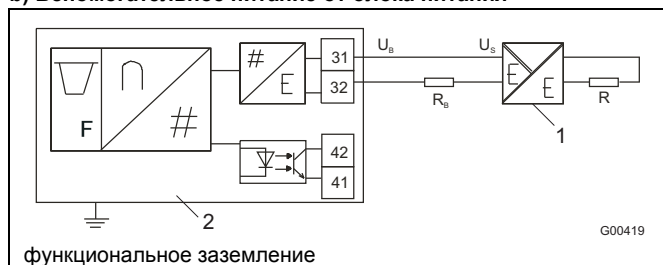 b) Вспомогательное питание от блока питания
31
U_B
U_S
#
E
32
R_B
E
E
R
F
#
42
41
1
2
G00419
функциональное заземление